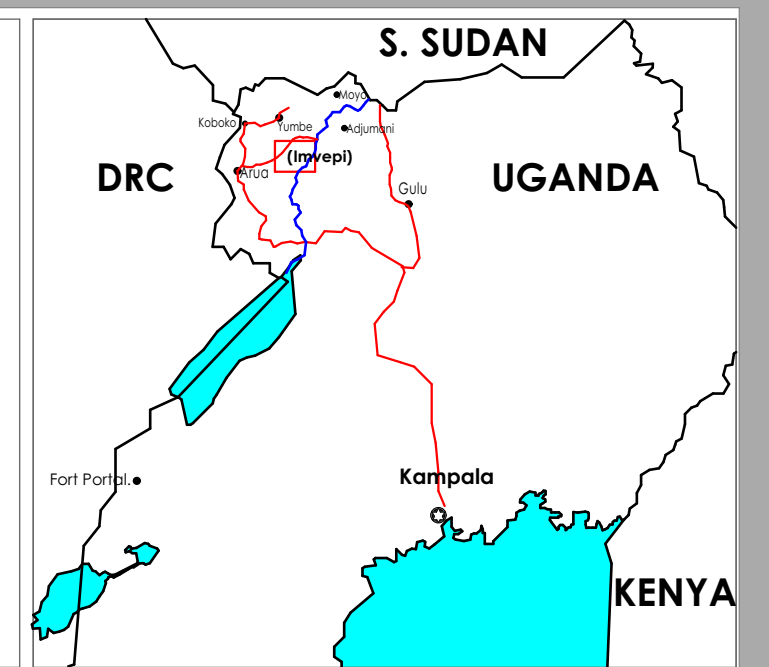 S. SUDAN
Moyo
Koboko
Yumbe
Adjumani
(Imvepi)
DRC
Arua
UGANDA
Gulu
Kampala
Fort Portal.
KENYA